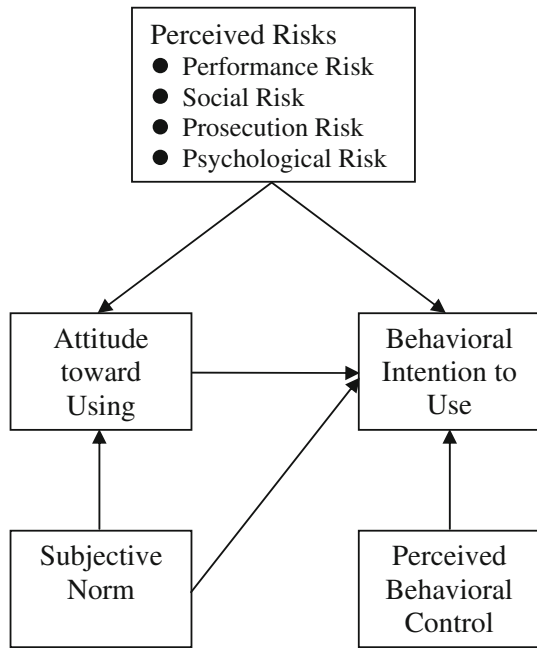 Perceived Risks
● Performance Risk
● Social Risk
● Prosecution Risk
● Psychological Risk
Attitude
toward
Using
Behavioral
Intention to
Use
Subjective
Norm
Perceived
Behavioral
Control